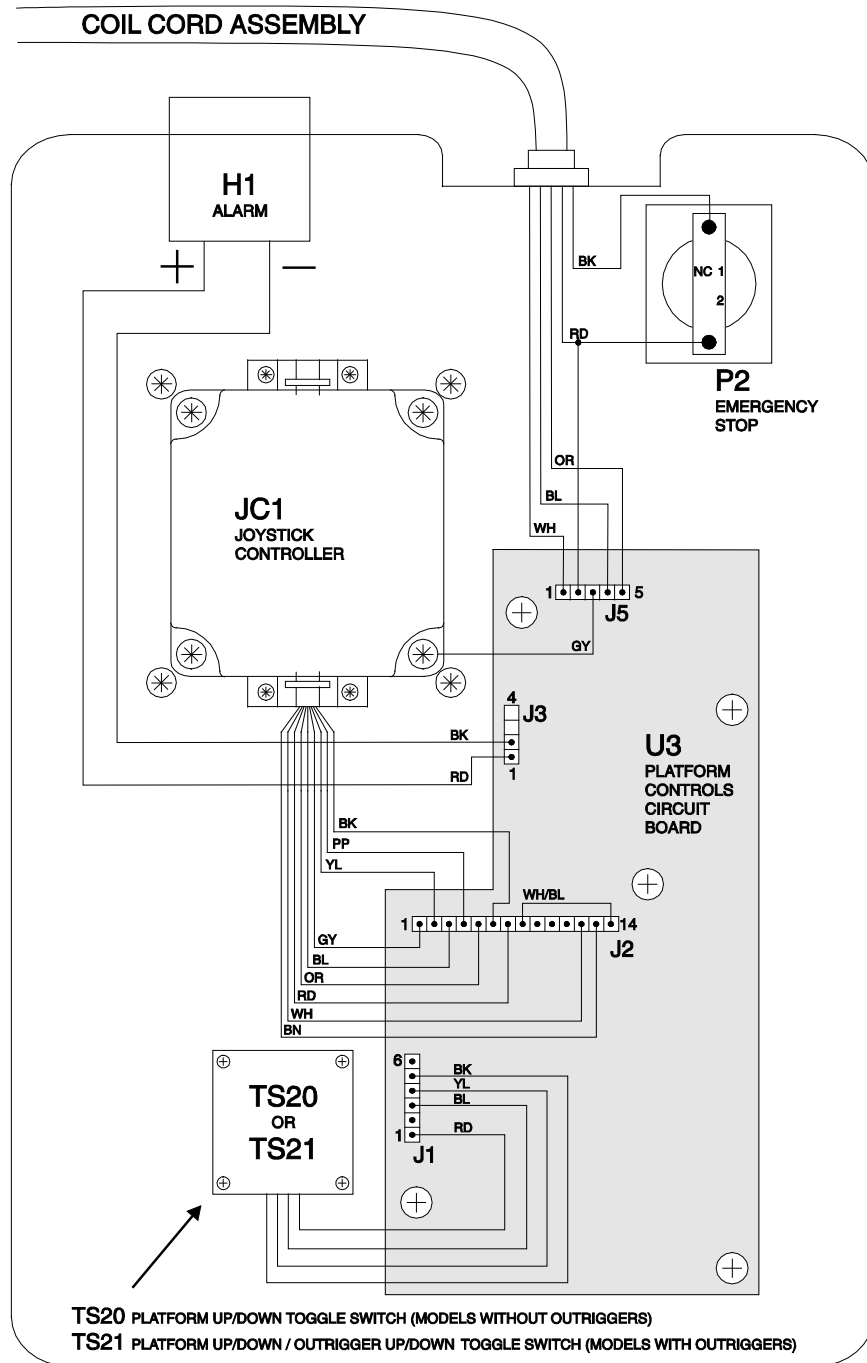 COIL CORD ASSEMBLY
H1
ALARM
+
−
BK
NC 1
2
RD
P2
EMERGENCY
STOP
OR
BL
WH
JC1
JOYSTICK
CONTROLLER
1
5
J5
GY
4
J3
BK
1
RD
U3
PLATFORM
CONTROLS
CIRCUIT
BOARD
BK
PP
YL
WH/BL
1
14
J2
GY
BL
OR
RD
WH
BN
6
BK
YL
BL
RD
1
J1
TS20
OR
TS21
TS20 PLATFORM UP/DOWN TOGGLE SWITCH (MODELS WITHOUT OUTRIGGERS)
TS21 PLATFORM UP/DOWN / OUTRIGGER UP/DOWN TOGGLE SWITCH (MODELS WITH OUTRIGGERS)